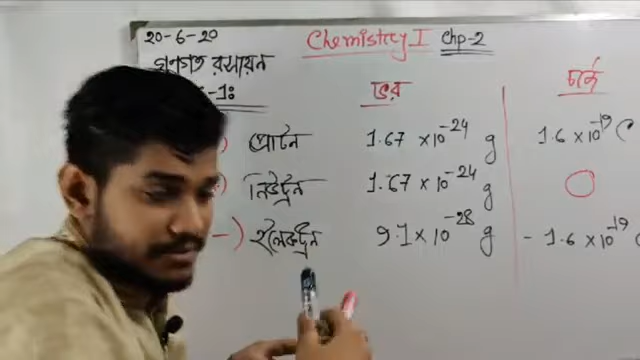 20-6-20 Chemistry I Chp-2
গুণগত রসায়ন
-1: ভর চার্জ
) প্রোটন 1.67 × 10⁻²⁴ g 1.6 × 10⁻¹⁹ C
) নিউট্রন 1.67 × 10⁻²⁴ g 0
-) ইলেকট্রন 9.1 × 10⁻²⁸ g - 1.6 × 10⁻¹⁹ C